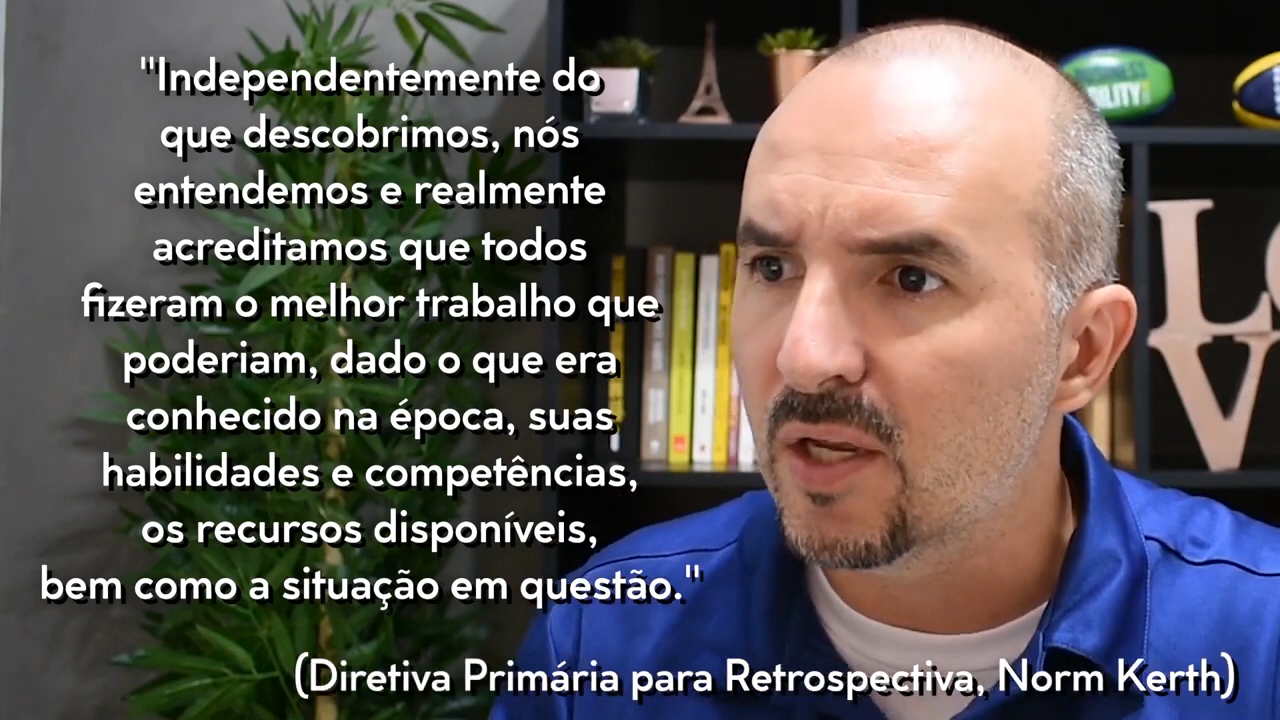 "Independentemente do
que descobrimos, nós
entendemos e realmente
acreditamos que todos
fizeram o melhor trabalho que
poderiam, dado o que era
conhecido na época, suas
habilidades e competências,
os recursos disponíveis,
bem como a situação em questão."
(Diretiva Primária para Retrospectiva, Norm Kerth)